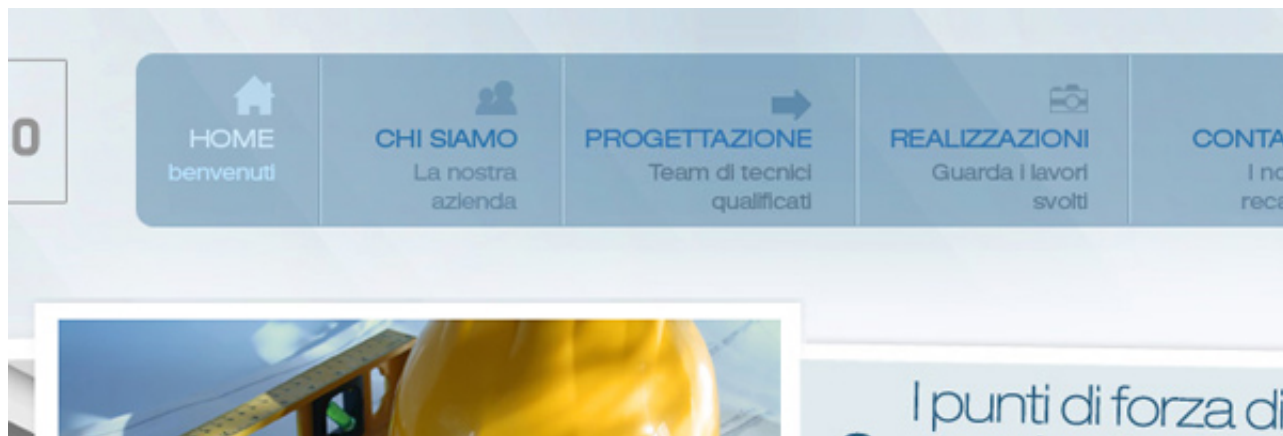 O
HOME
benvenuti
CHI SIAMO
La nostra
azienda
PROGETTAZIONE
Team di tecnici
qualificati
REALIZZAZIONI
Guarda i lavori
svolti
I punti di forza di